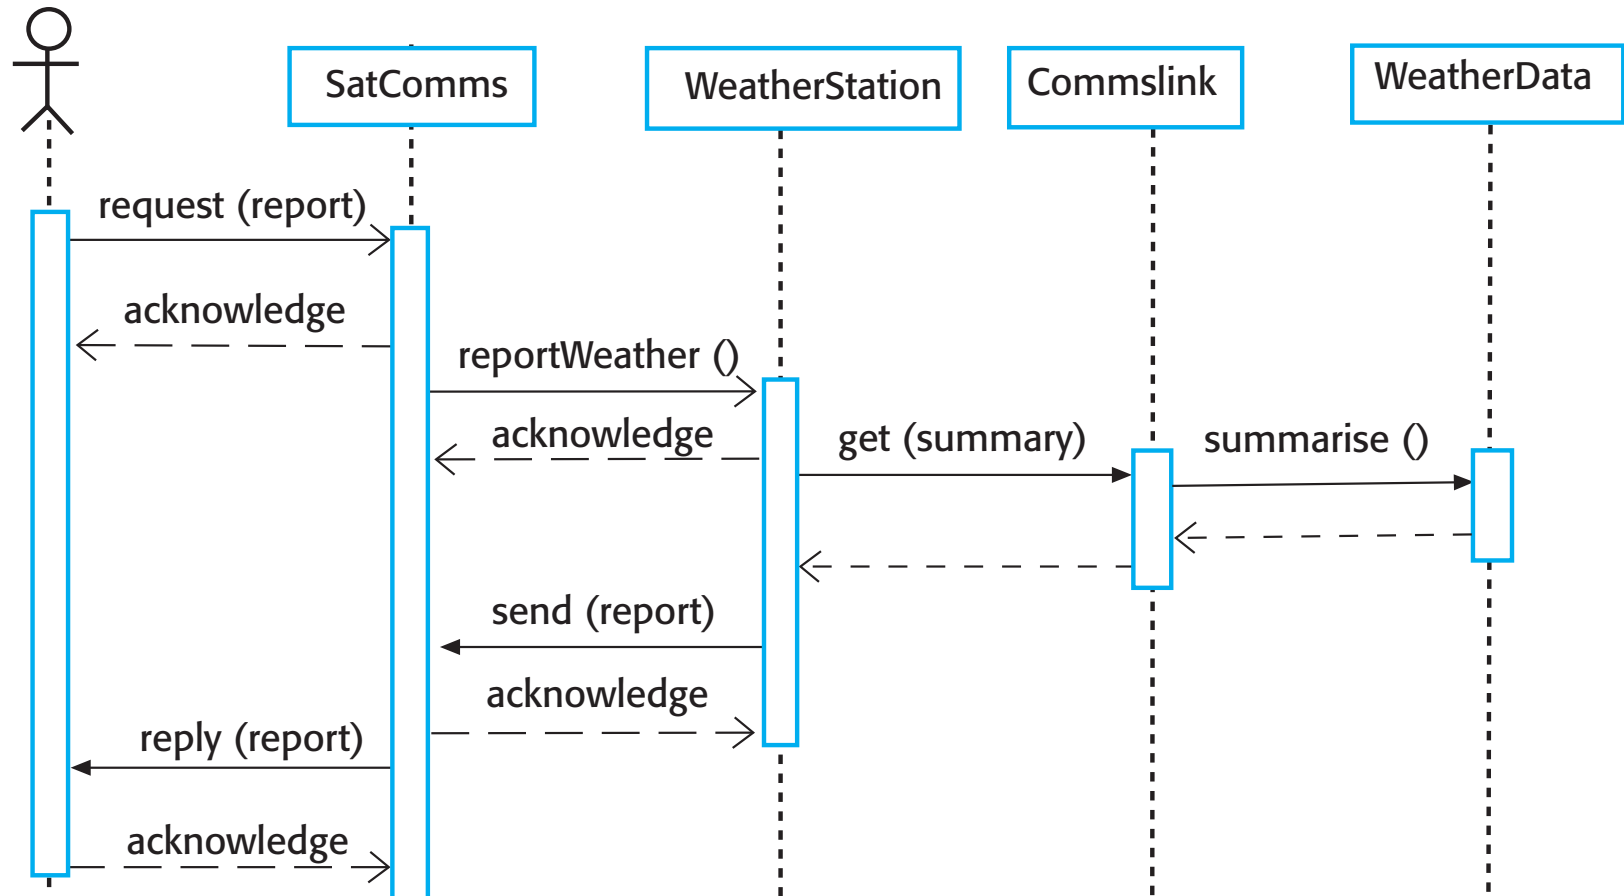 SatComms
WeatherStation
Commslink
WeatherData
request (report)
acknowledge
reportWeather ()
acknowledge
get (summary)
summarise ()
send (report)
acknowledge
reply (report)
acknowledge